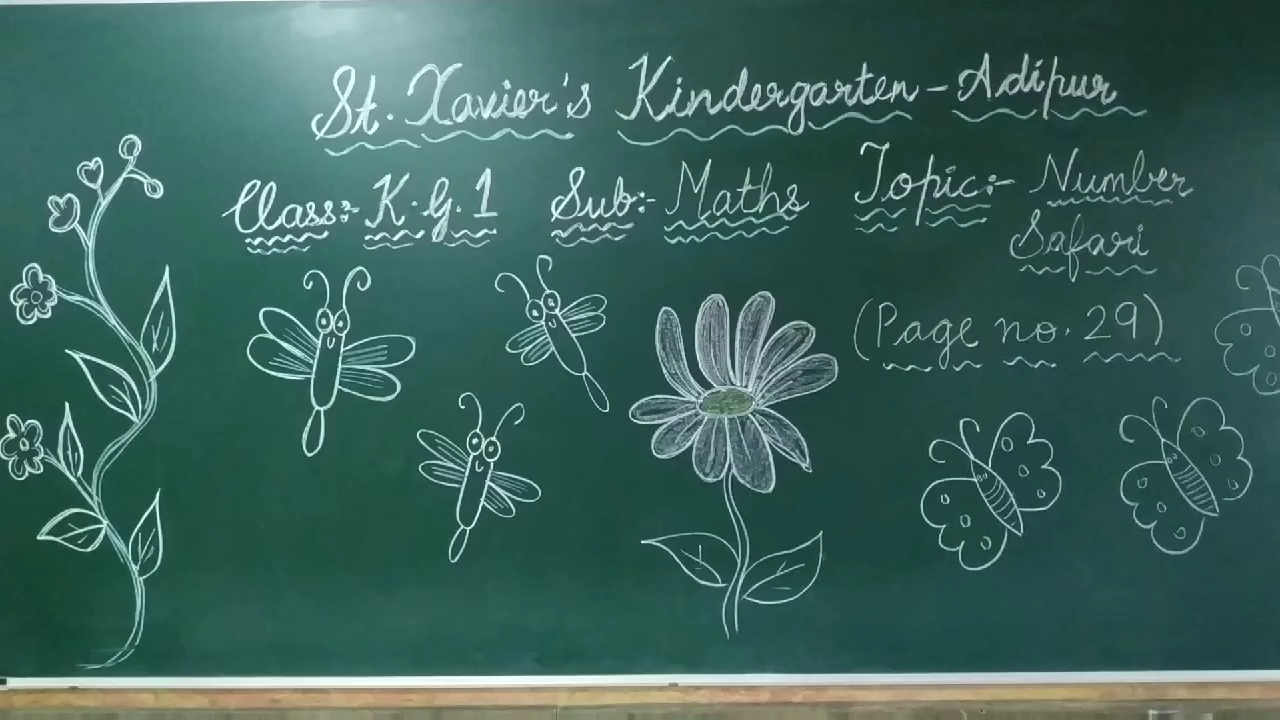 St. Xavier's Kindergarten - Adipur
Class:- K.G.1 Sub:- Maths Topic:- Number
Safari
(Page no. 29)